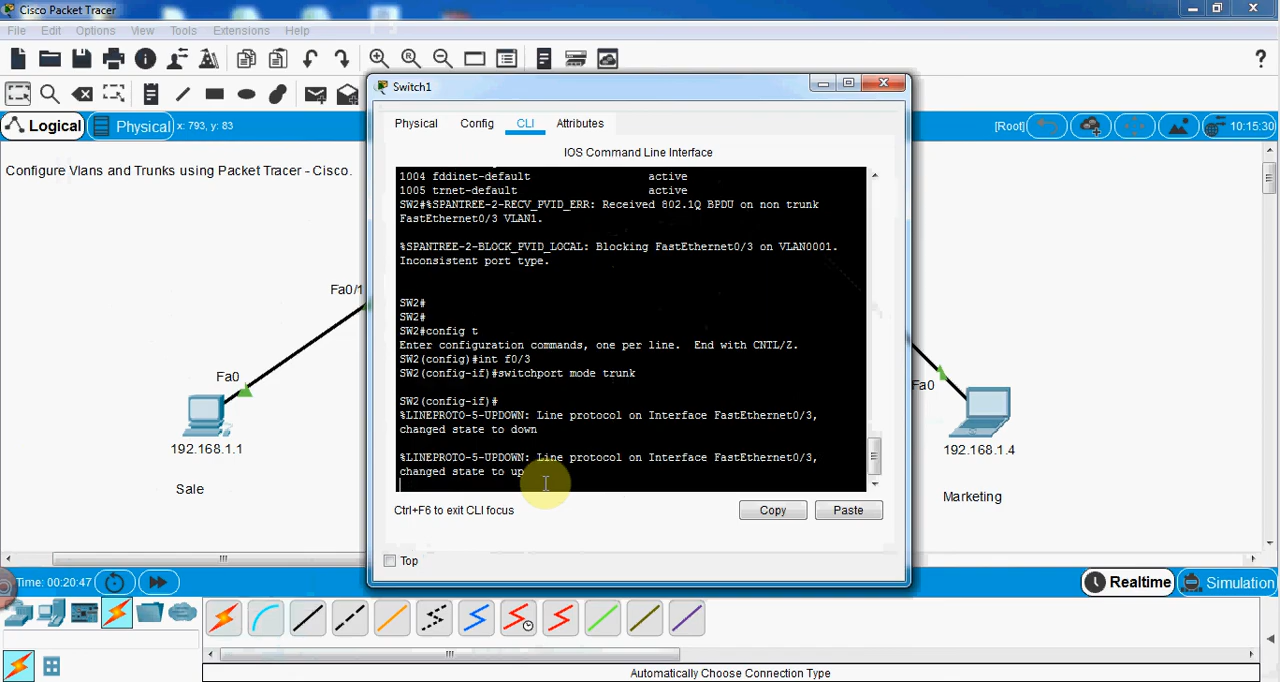 Cisco Packet Tracer
File Edit Options View Tools Extensions Help
Logical Physical x: 793, y: 83 [Root] 10:15:30
Configure Vlans and Trunks using Packet Tracer - Cisco.
Switch1
Physical Config CLI Attributes
IOS Command Line Interface
1004 fddinet-default active
1005 trnet-default active
SW2#%SPANTREE-2-RECV_PVID_ERR: Received 802.1Q BPDU on non trunk
FastEthernet0/3 VLAN1.
%SPANTREE-2-BLOCK_PVID_LOCAL: Blocking FastEthernet0/3 on VLAN0001.
Inconsistent port type.
SW2#
SW2#
SW2#config t
Enter configuration commands, one per line. End with CNTL/Z.
SW2(config)#int f0/3
SW2(config-if)#switchport mode trunk
SW2(config-if)#
%LINEPROTO-5-UPDOWN: Line protocol on Interface FastEthernet0/3,
changed state to down
%LINEPROTO-5-UPDOWN: Line protocol on Interface FastEthernet0/3,
changed state to up
Ctrl+F6 to exit CLI focus
Copy Paste
Top
Fa0/1
Fa0
192.168.1.1
Sale
Fa0
192.168.1.4
Marketing
Time: 00:20:47 Realtime Simulation
Automatically Choose Connection Type